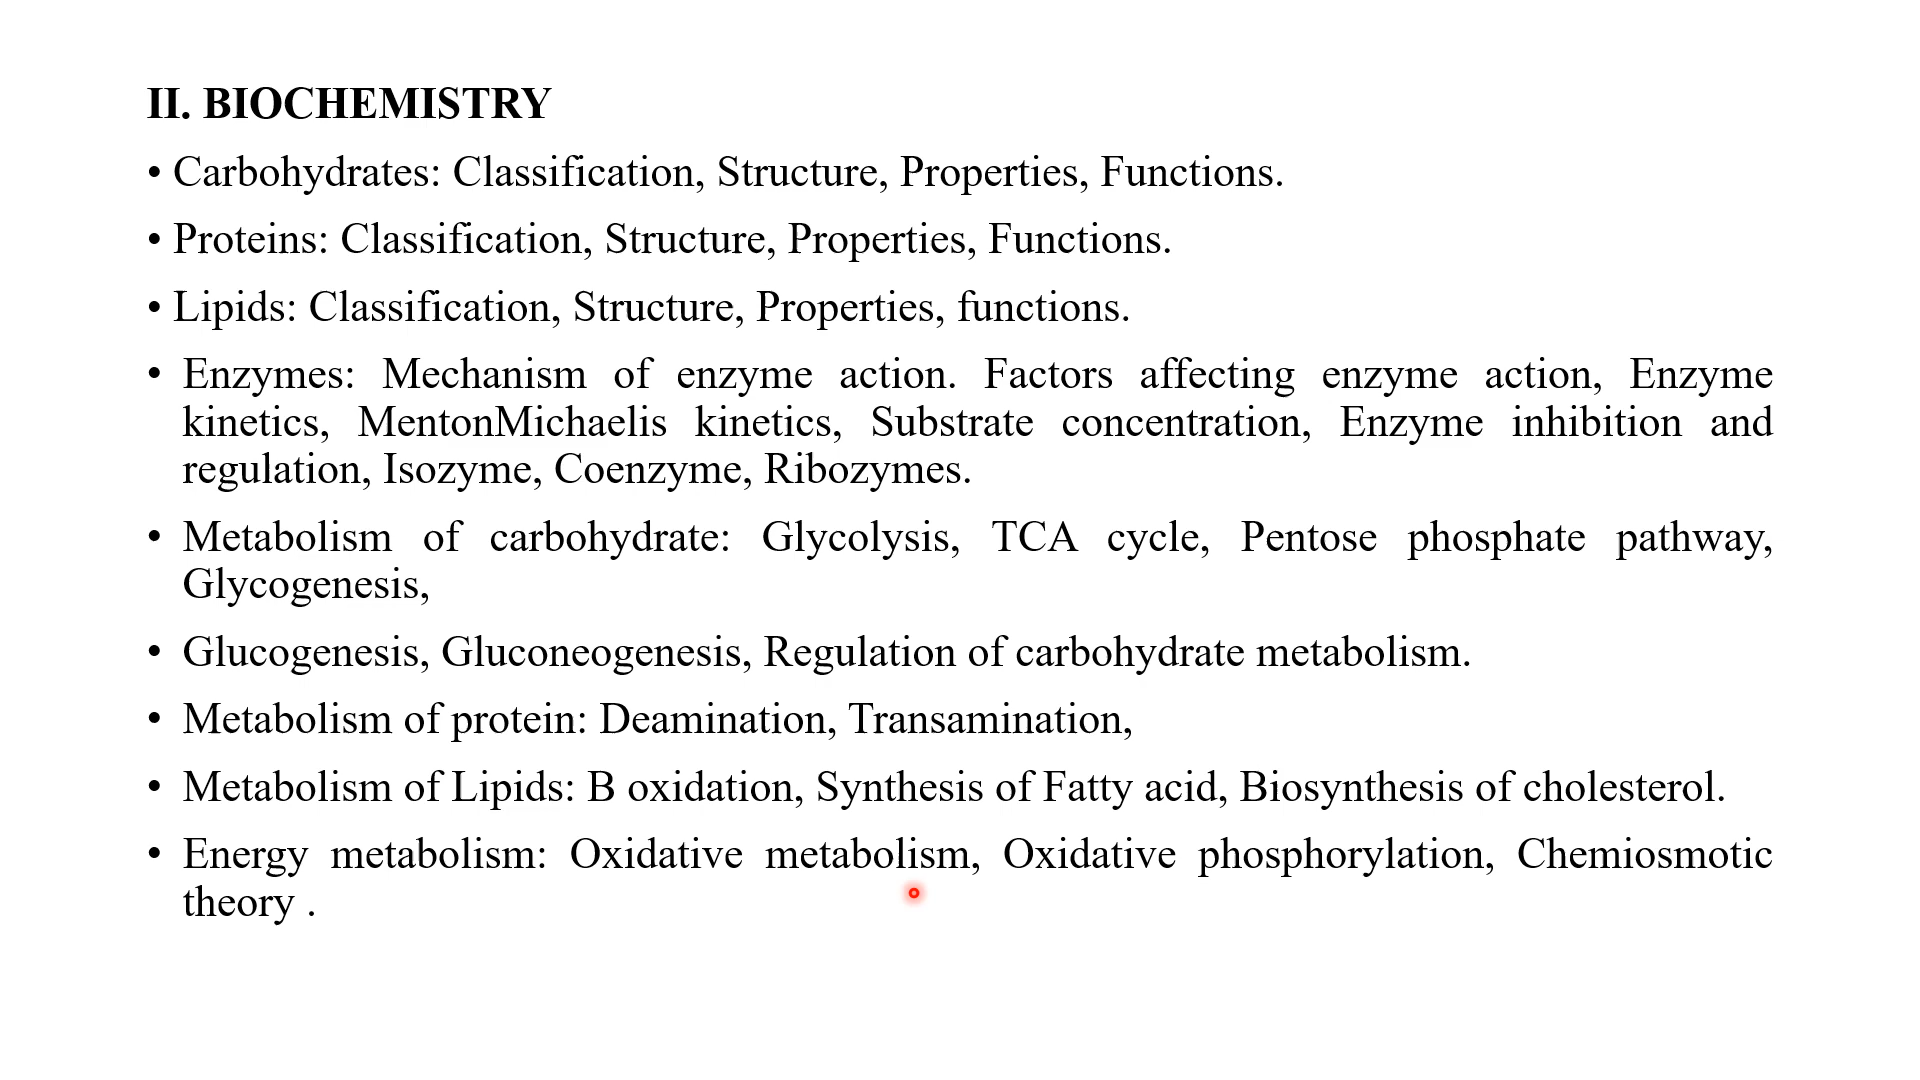 II. BIOCHEMISTRY
• Carbohydrates: Classification, Structure, Properties, Functions.
• Proteins: Classification, Structure, Properties, Functions.
• Lipids: Classification, Structure, Properties, functions.
• Enzymes: Mechanism of enzyme action. Factors affecting enzyme action, Enzyme
kinetics, MentonMichaelis kinetics, Substrate concentration, Enzyme inhibition and
regulation, Isozyme, Coenzyme, Ribozymes.
• Metabolism of carbohydrate: Glycolysis, TCA cycle, Pentose phosphate pathway,
Glycogenesis,
• Glucogenesis, Gluconeogenesis, Regulation of carbohydrate metabolism.
• Metabolism of protein: Deamination, Transamination,
• Metabolism of Lipids: B oxidation, Synthesis of Fatty acid, Biosynthesis of cholesterol.
• Energy metabolism: Oxidative metabolism, Oxidative phosphorylation, Chemiosmotic
theory .